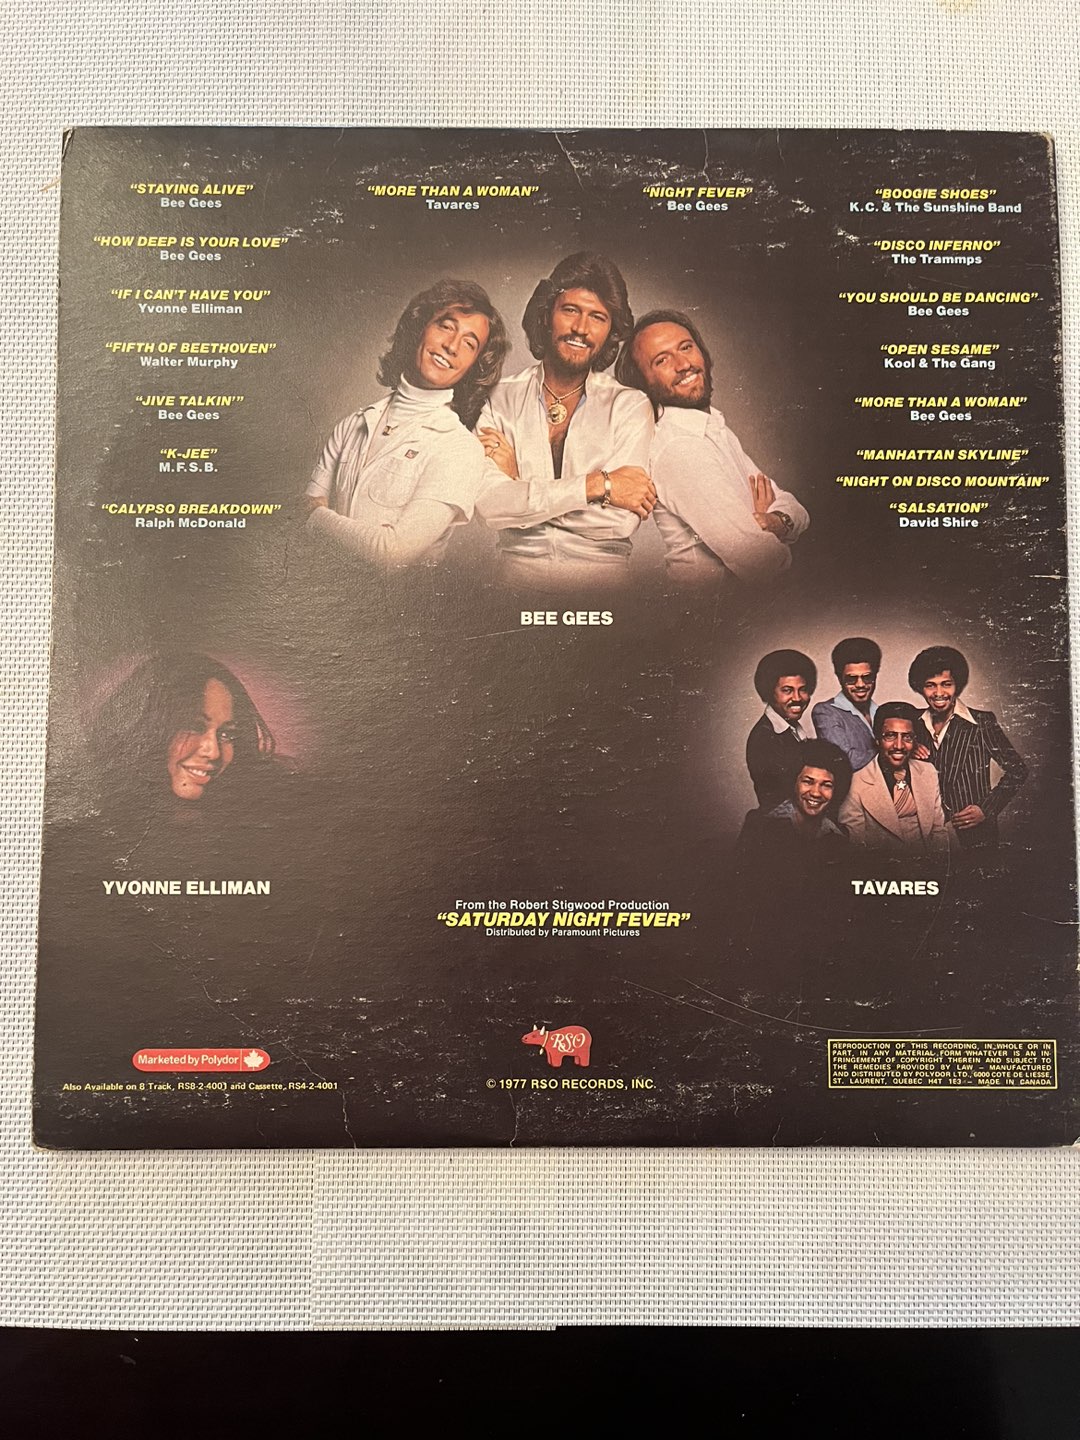 “STAYING ALIVE”
Bee Gees
“HOW DEEP IS YOUR LOVE”
Bee Gees
“IF I CAN'T HAVE YOU”
Yvonne Elliman
“FIFTH OF BEETHOVEN”
Walter Murphy
“JIVE TALKIN'”
Bee Gees
“K-JEE”
M.F.S.B.
“CALYPSO BREAKDOWN”
Ralph McDonald
“MORE THAN A WOMAN”
Tavares
“NIGHT FEVER”
Bee Gees
“BOOGIE SHOES”
K.C. & The Sunshine Band
“DISCO INFERNO”
The Trammps
“YOU SHOULD BE DANCING”
Bee Gees
“OPEN SESAME”
Kool & The Gang
“MORE THAN A WOMAN”
Bee Gees
“MANHATTAN SKYLINE”
“NIGHT ON DISCO MOUNTAIN”
“SALSATION”
David Shire
BEE GEES
YVONNE ELLIMAN
TAVARES
From the Robert Stigwood Production
“SATURDAY NIGHT FEVER”
Distributed by Paramount Pictures
RSO
Marketed by Polydor
Also Available on 8 Track, RS8-2-4001 and Cassette, RS4-2-4001
© 1977 RSO RECORDS, INC.
REPRODUCTION OF THIS RECORDING, IN WHOLE OR IN
PART, IN ANY MATERIAL FORM WHATEVER IS AN IN-
FRINGEMENT OF COPYRIGHT THEREIN AND SUBJECT TO
THE REMEDIES PROVIDED BY LAW – MANUFACTURED
AND DISTRIBUTED BY POLYDOR LTD., 6000 COTE DE LIESSE,
ST. LAURENT, QUEBEC H4T 1E3 – MADE IN CANADA